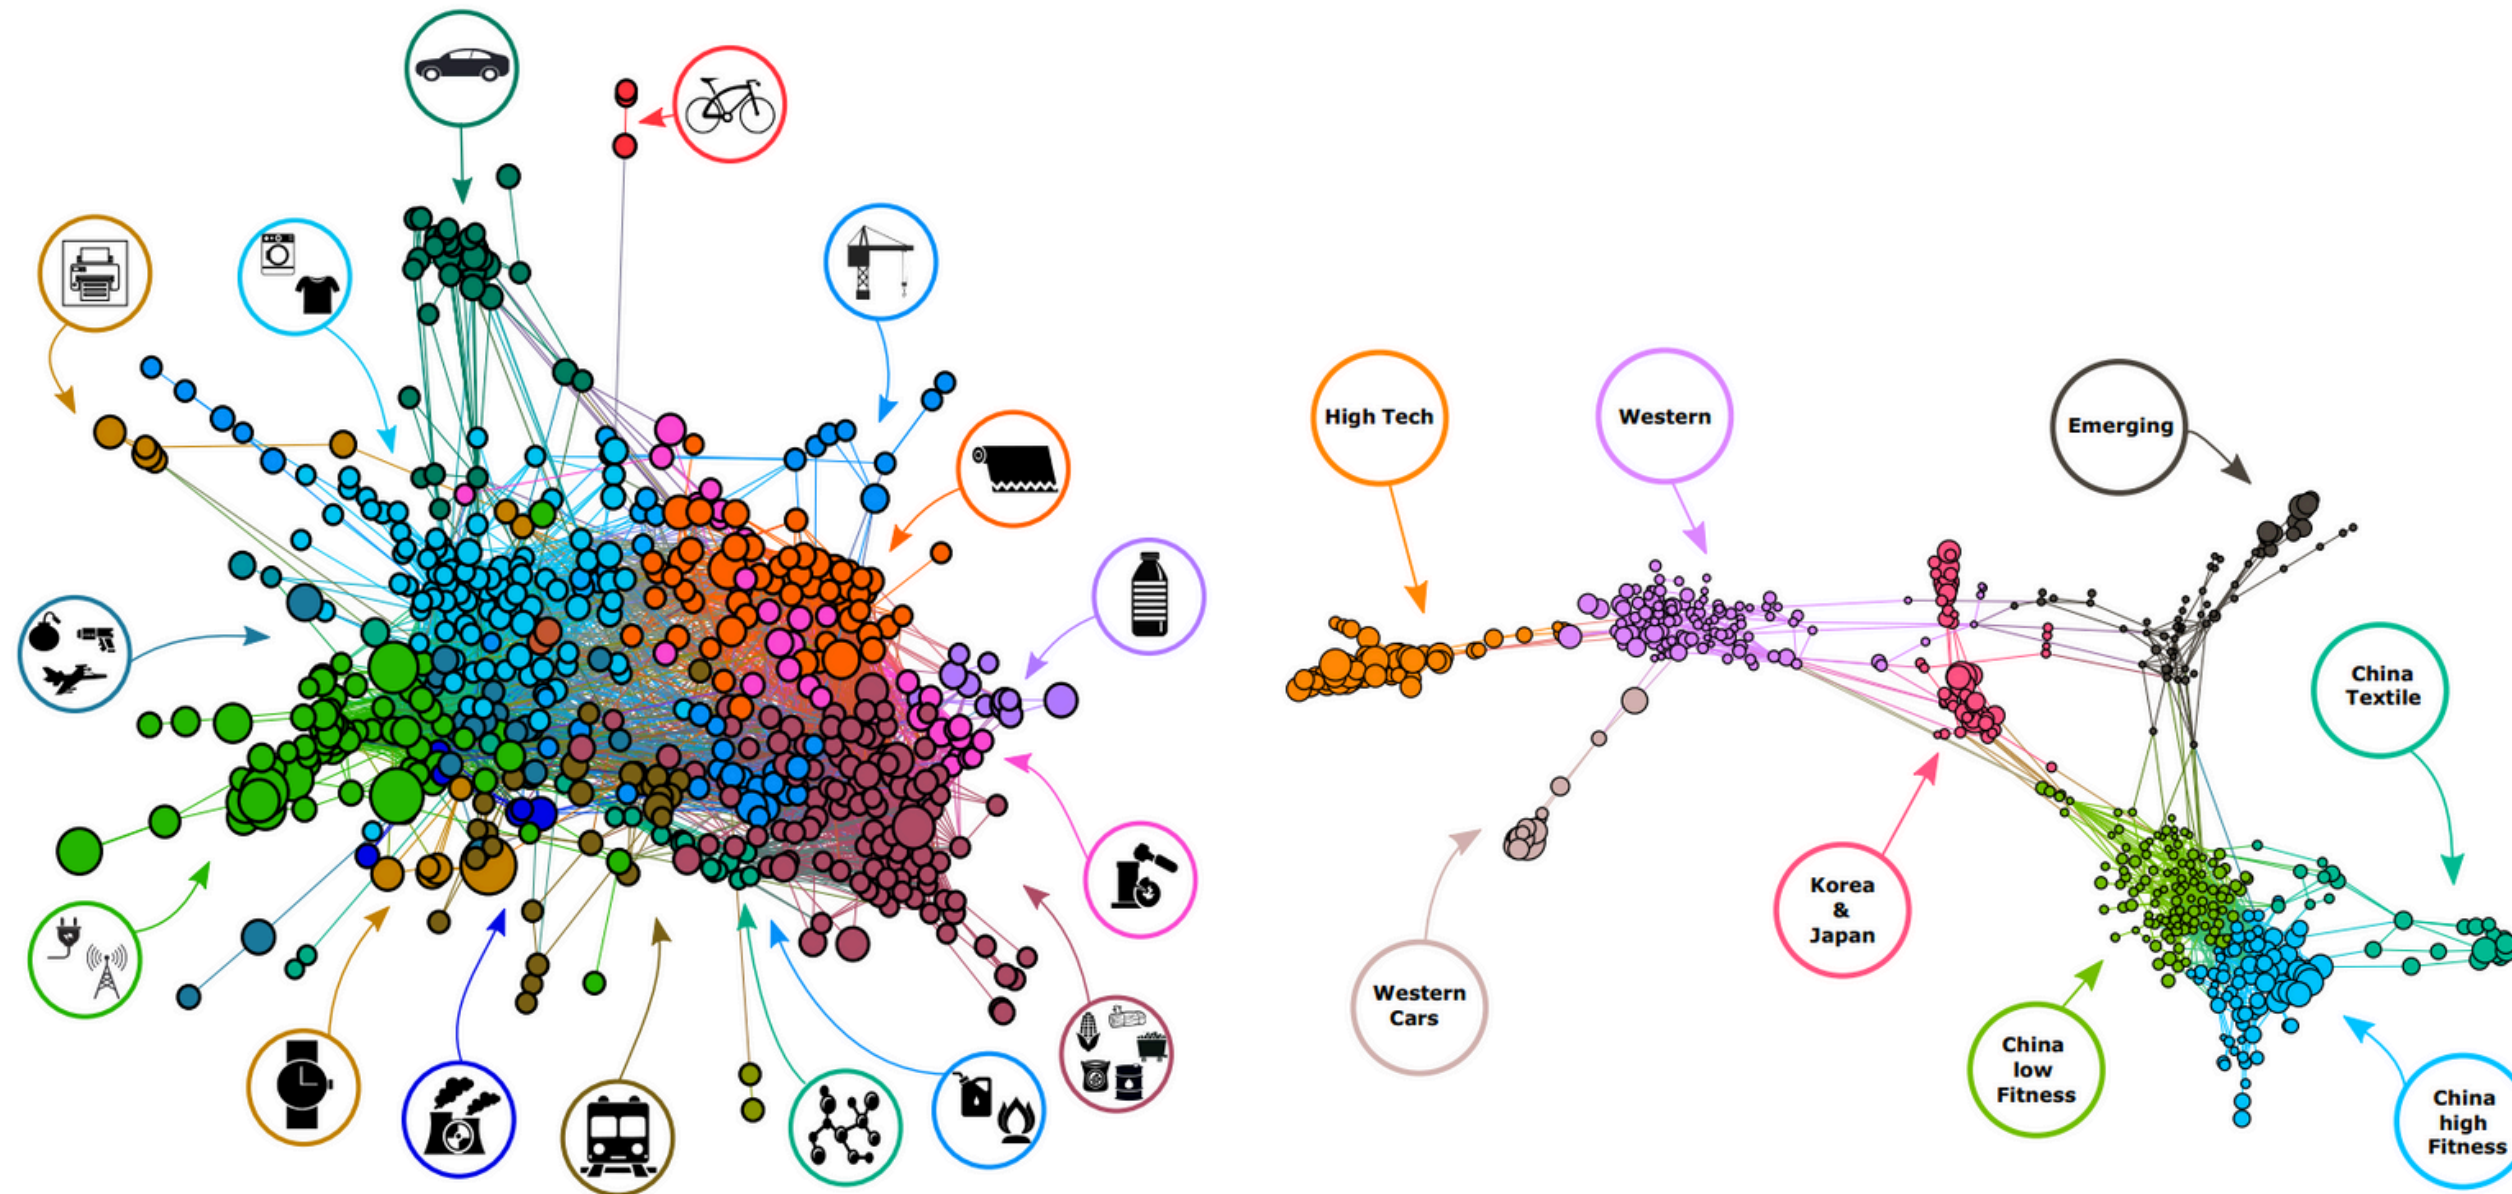 High Tech
Western
Emerging
China
Textile
Korea
&
Japan
Western
Cars
China
low
Fitness
China
high
Fitness